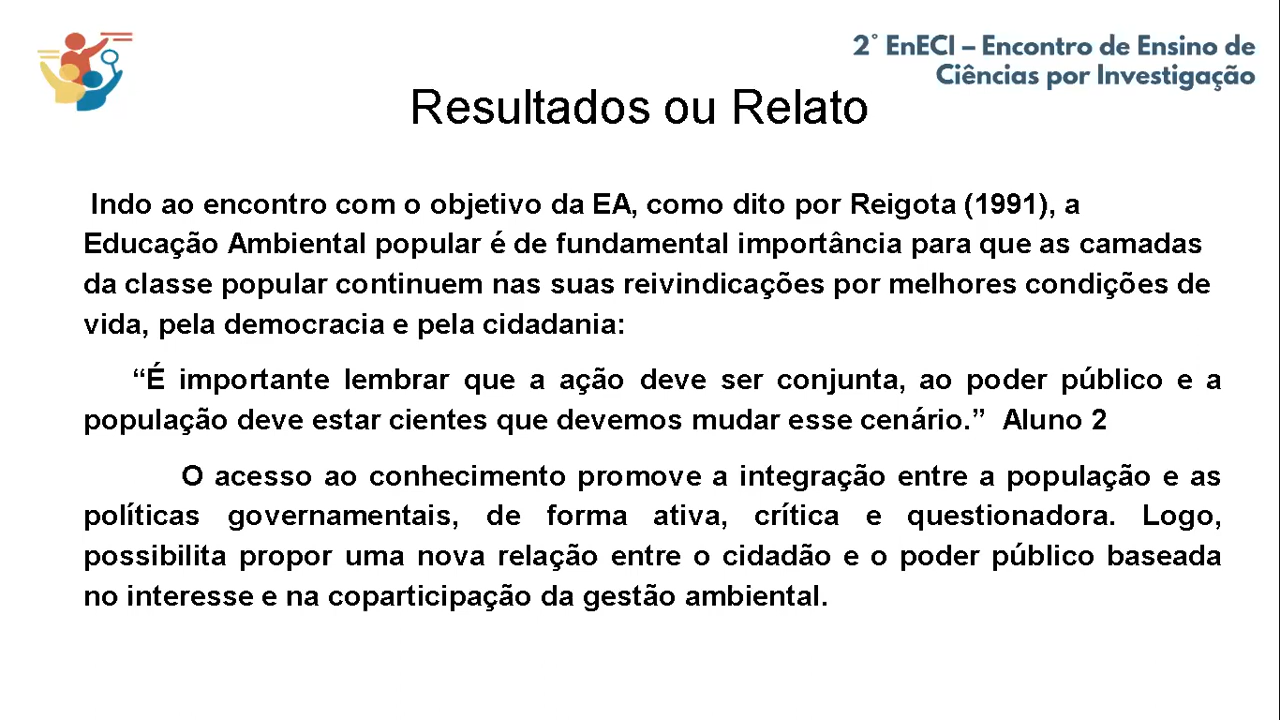 2° EnECI – Encontro de Ensino de
Ciências por Investigação
Resultados ou Relato
Indo ao encontro com o objetivo da EA, como dito por Reigota (1991), a
Educação Ambiental popular é de fundamental importância para que as camadas
da classe popular continuem nas suas reivindicações por melhores condições de
vida, pela democracia e pela cidadania:
“É importante lembrar que a ação deve ser conjunta, ao poder público e a
população deve estar cientes que devemos mudar esse cenário.” Aluno 2
O acesso ao conhecimento promove a integração entre a população e as
políticas governamentais, de forma ativa, crítica e questionadora. Logo,
possibilita propor uma nova relação entre o cidadão e o poder público baseada
no interesse e na coparticipação da gestão ambiental.